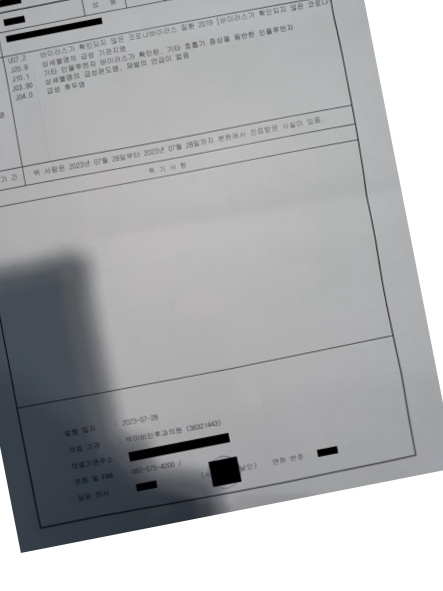 성 별
U07.2 바이러스가 확인되지 않은 코로나바이러스 질환 2019 [바이러스가 확인되지 않은 코로나
J20.9 상세불명의 급성 기관지염
J10.1 기타 인플루엔자 바이러스가 확인된, 기타 호흡기 증상을 동반한 인플루엔자
J03.90 상세불명의 급성편도염, 재발의 언급이 없음
J04.0 급성 후두염
기 간 위 사람은 2023년 07월 28일부터 2023년 07월 28일까지 본원에서 진료받은 사실이 있음.
특 기 사 항
발행 일자 2023-07-28
의료 기관 이비인후과의원 (36321443)
의료기관주소
전화 및 FAX 062-575-4200 /
담당 의사 날인) 면허 번호 :